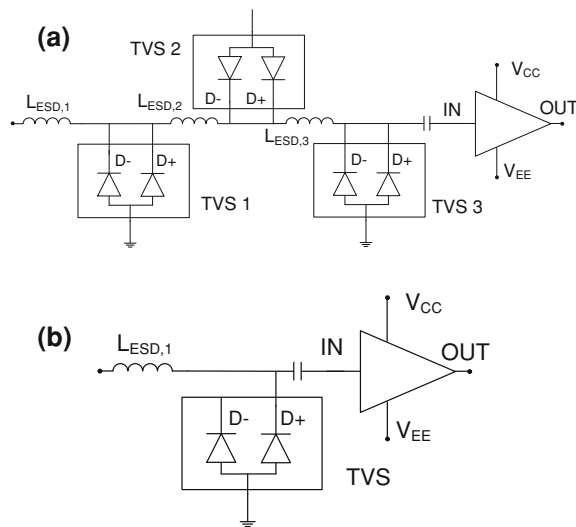 (a)
TVS 2
D- D+
L_ESD,1
L_ESD,2
L_ESD,3
D- D+
TVS 1
D- D+
TVS 3
IN
V_CC
OUT
V_EE
(b)
L_ESD,1
D- D+
TVS
IN
V_CC
OUT
V_EE